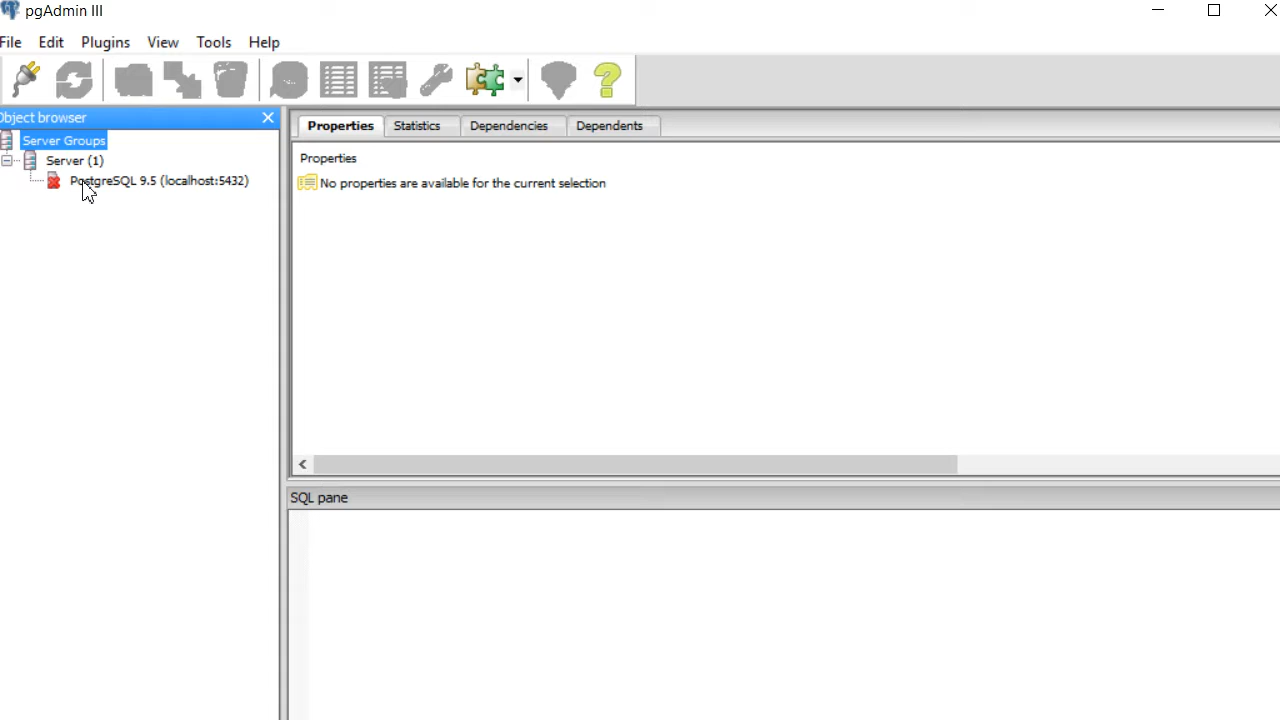 pgAdmin III
File Edit Plugins View Tools Help
Object browser
Server Groups
Server (1)
PostgreSQL 9.5 (localhost:5432)
Properties Statistics Dependencies Dependents
Properties
No properties are available for the current selection
SQL pane